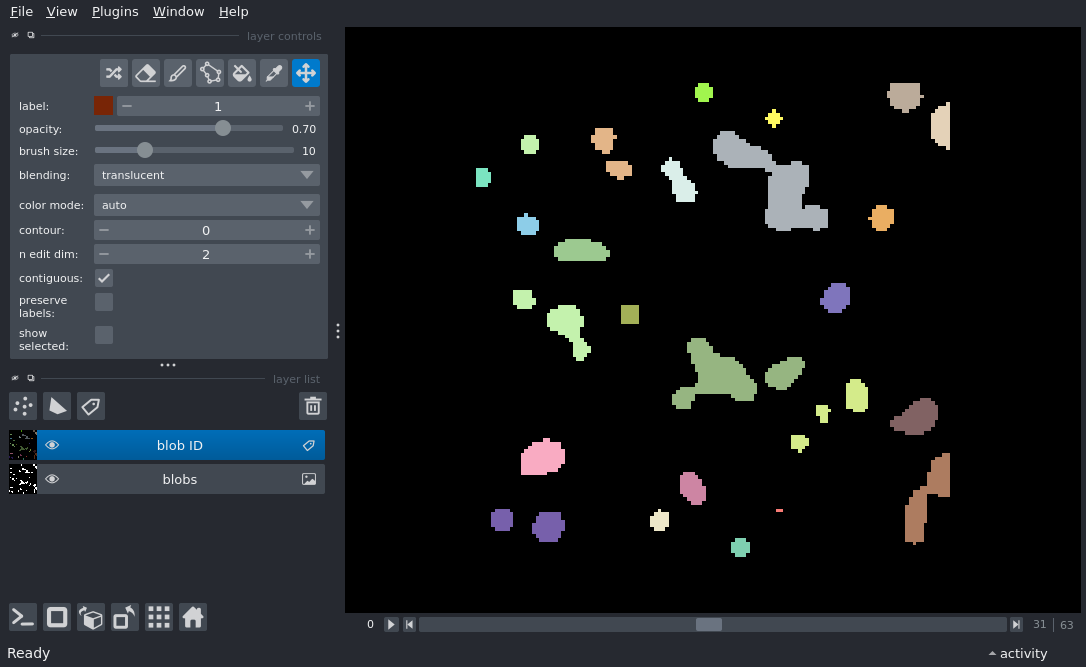 File View Plugins Window Help
layer controls
label: 1
opacity: 0.70
brush size: 10
blending: translucent
color mode: auto
contour: 0
n edit dim: 2
contiguous:
preserve
labels:
show
selected:
layer list
blob ID
blobs
0 31 63
Ready activity